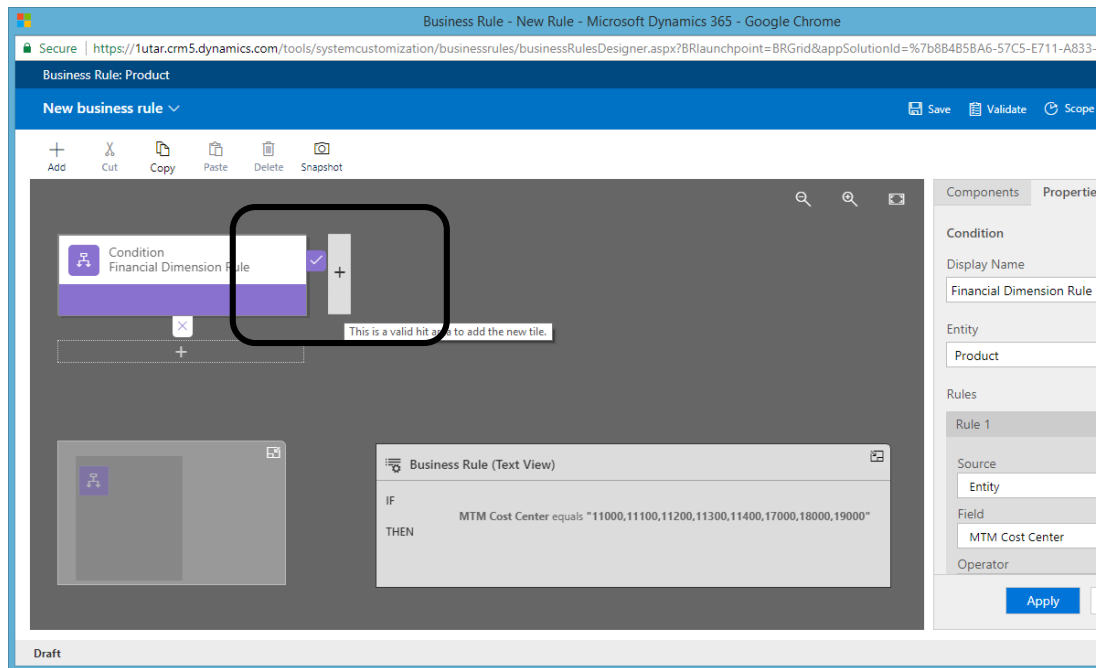 Business Rule - New Rule - Microsoft Dynamics 365 - Google Chrome
Secure | https://1utar.crm5.dynamics.com/tools/systemcustomization/businessrules/businessRulesDesigner.aspx?BRlaunchpoint=BRGrid&appSolutionId=%7b8B4B5BA6-57C5-E711-A833-
Business Rule: Product
New business rule
Save Validate Scope
Add Cut Copy Paste Delete Snapshot
Components Propertie
Condition
Financial Dimension Rule
This is a valid hit area to add the new tile.
Condition
Display Name
Financial Dimension Rule
Entity
Product
Rules
Rule 1
Source
Entity
Field
MTM Cost Center
Operator
Apply
Business Rule (Text View)
IF
MTM Cost Center equals "11000,11100,11200,11300,11400,17000,18000,19000"
THEN
Draft